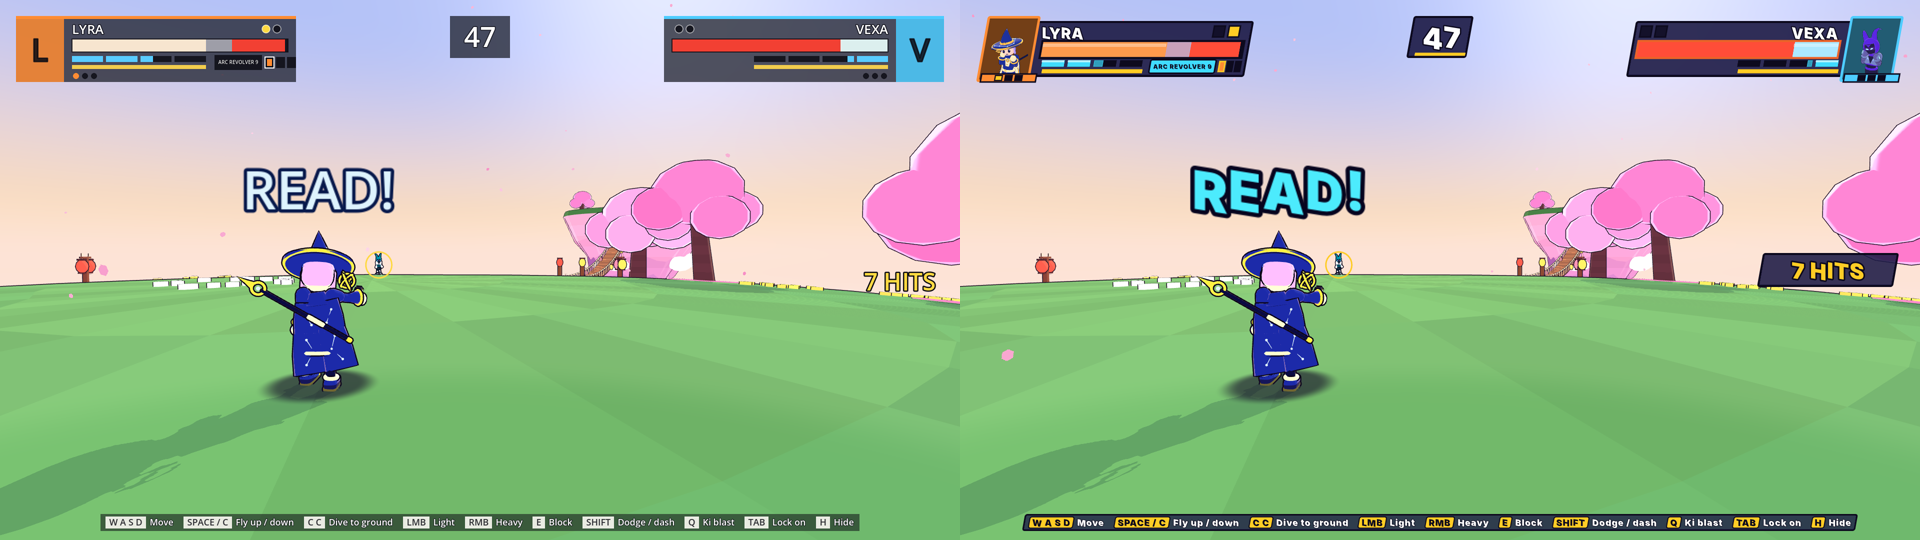 L
LYRA
ARC REVOLVER 9
47
VEXA
V
READ!
7 HITS
W A S D Move SPACE / C Fly up / down C C Dive to ground LMB Light RMB Heavy E Block SHIFT Dodge / dash Q Ki blast TAB Lock on H Hide
LYRA
ARC REVOLVER 9
47
VEXA
READ!
7 HITS
W A S D Move SPACE / C Fly up / down C C Dive to ground LMB Light RMB Heavy E Block SHIFT Dodge / dash Q Ki blast TAB Lock on H Hide